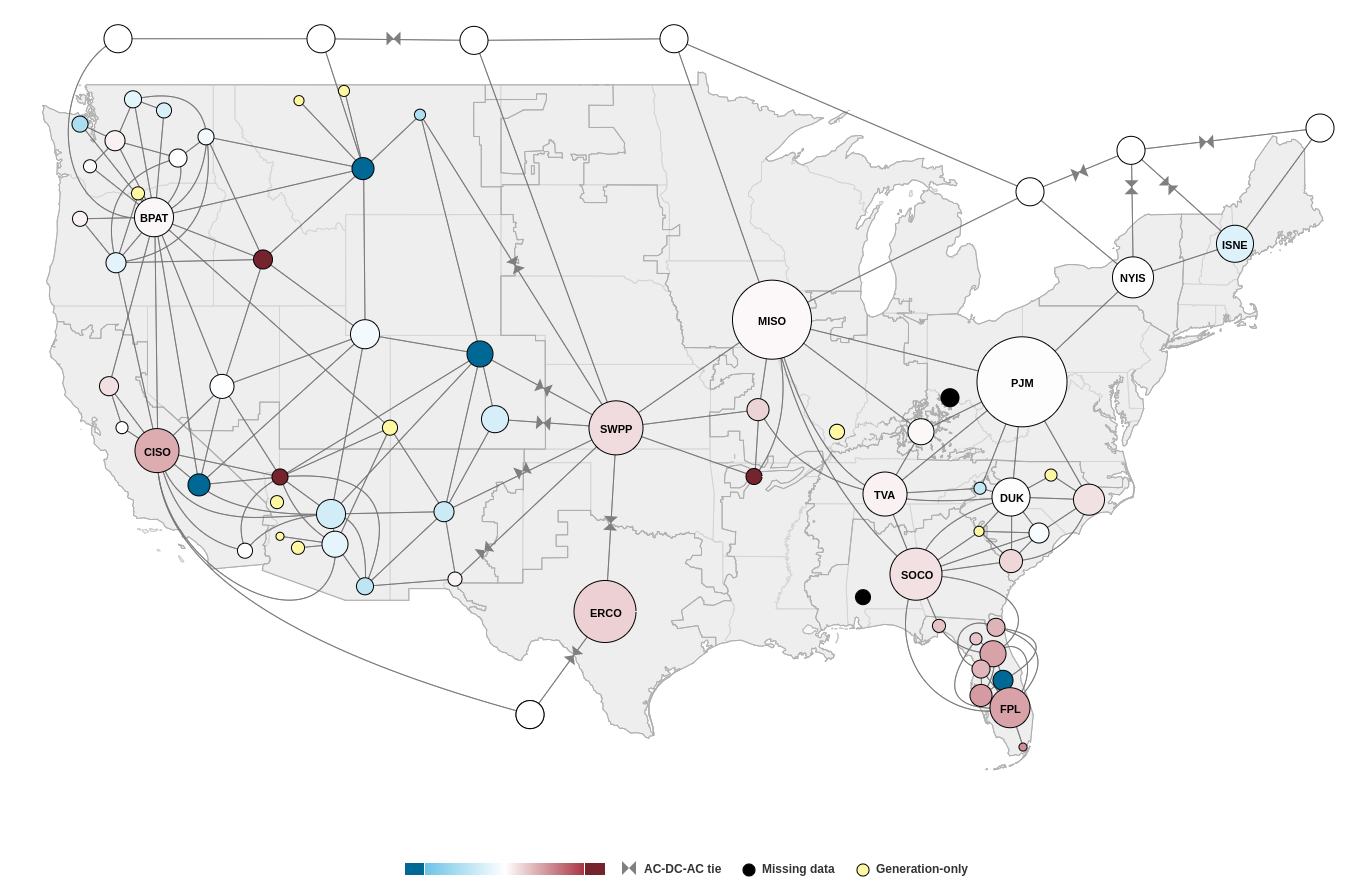 BPAT
ISNE
NYIS
MISO
PJM
SWPP
CISO
TVA
DUK
SOCO
ERCO
FPL
AC-DC-AC tie
Missing data
Generation-only